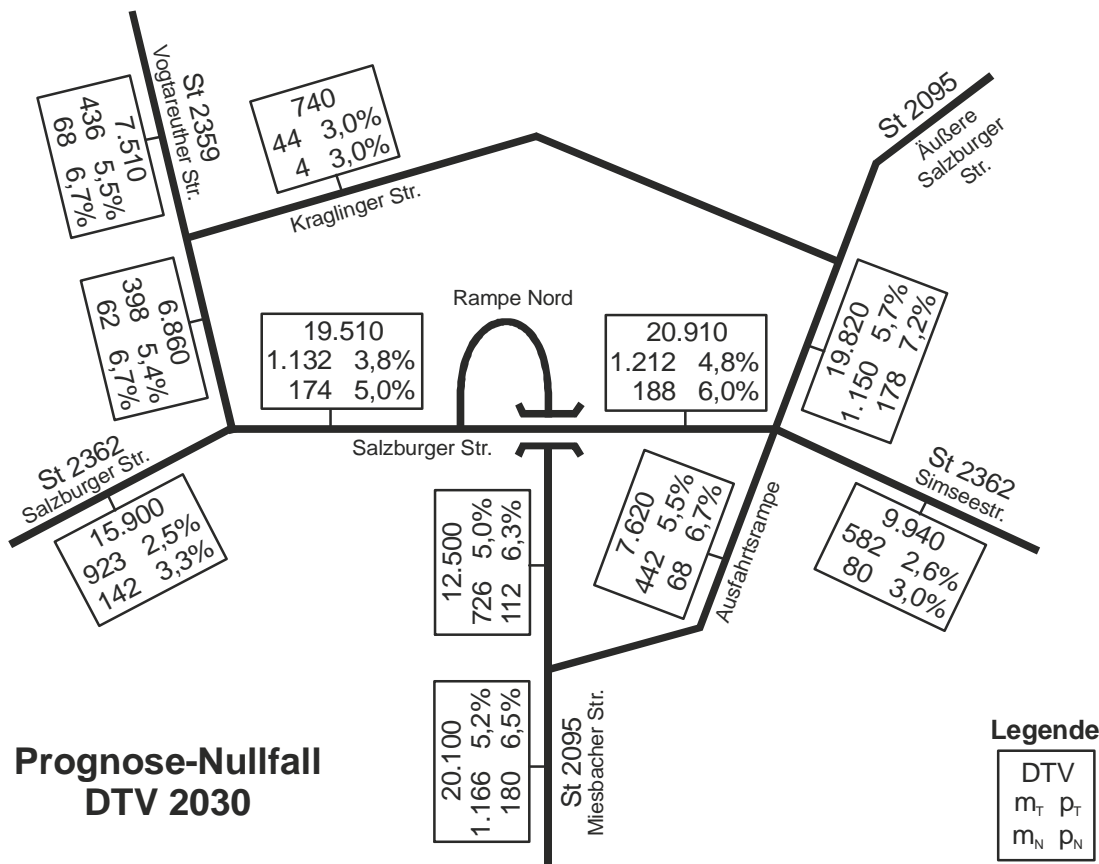 St 2359
Vogtareuther Str.
7.510
436 5,5%
68 6,7%
740
44 3,0%
4 3,0%
Kraglinger Str.
St 2095
Äußere
Salzburger
Str.
6.860
398 5,4%
62 6,7%
19.510
1.132 3,8%
174 5,0%
Rampe Nord
20.910
1.212 4,8%
188 6,0%
19.820
1.150 5,7%
178 7,2%
St 2362
Salzburger Str.
15.900
923 2,5%
142 3,3%
Salzburger Str.
12.500
726 5,0%
112 6,3%
7.620
442 5,5%
68 6,7%
Ausfahrtsrampe
St 2362
Simseestr.
9.940
582 2,6%
80 3,0%
20.100
1.166 5,2%
180 6,5%
St 2095
Miesbacher Str.
Prognose-Nullfall
DTV 2030
Legende
DTV
m_T p_T
m_N p_N